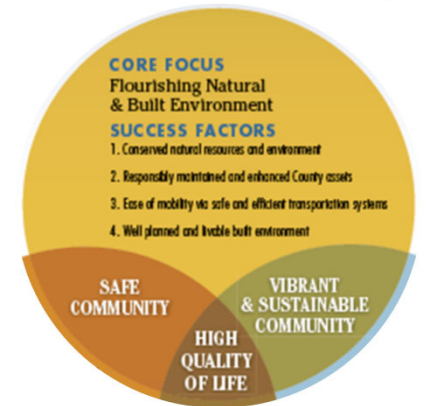 CORE FOCUS
Flourishing Natural
& Built Environment
SUCCESS FACTORS
1. Conserved natural resources and environment
2. Responsibly maintained and enhanced County assets
3. Ease of mobility via safe and efficient transportation systems
4. Well planned and livable built environment
SAFE
COMMUNITY
VIBRANT
& SUSTAINABLE
COMMUNITY
HIGH
QUALITY
OF LIFE